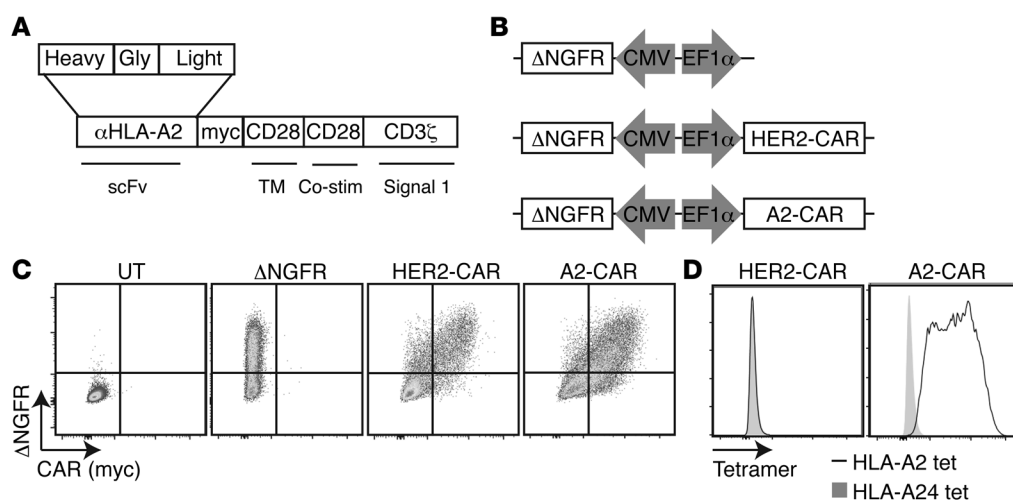 A
Heavy Gly Light
αHLA-A2 myc CD28 CD28 CD3ζ
scFv TM Co-stim Signal 1
B
ΔNGFR CMV EF1α
ΔNGFR CMV EF1α HER2-CAR
ΔNGFR CMV EF1α A2-CAR
C
UT ΔNGFR HER2-CAR A2-CAR
ΔNGFR
CAR (myc)
D
HER2-CAR A2-CAR
Tetramer
HLA-A2 tet
HLA-A24 tet